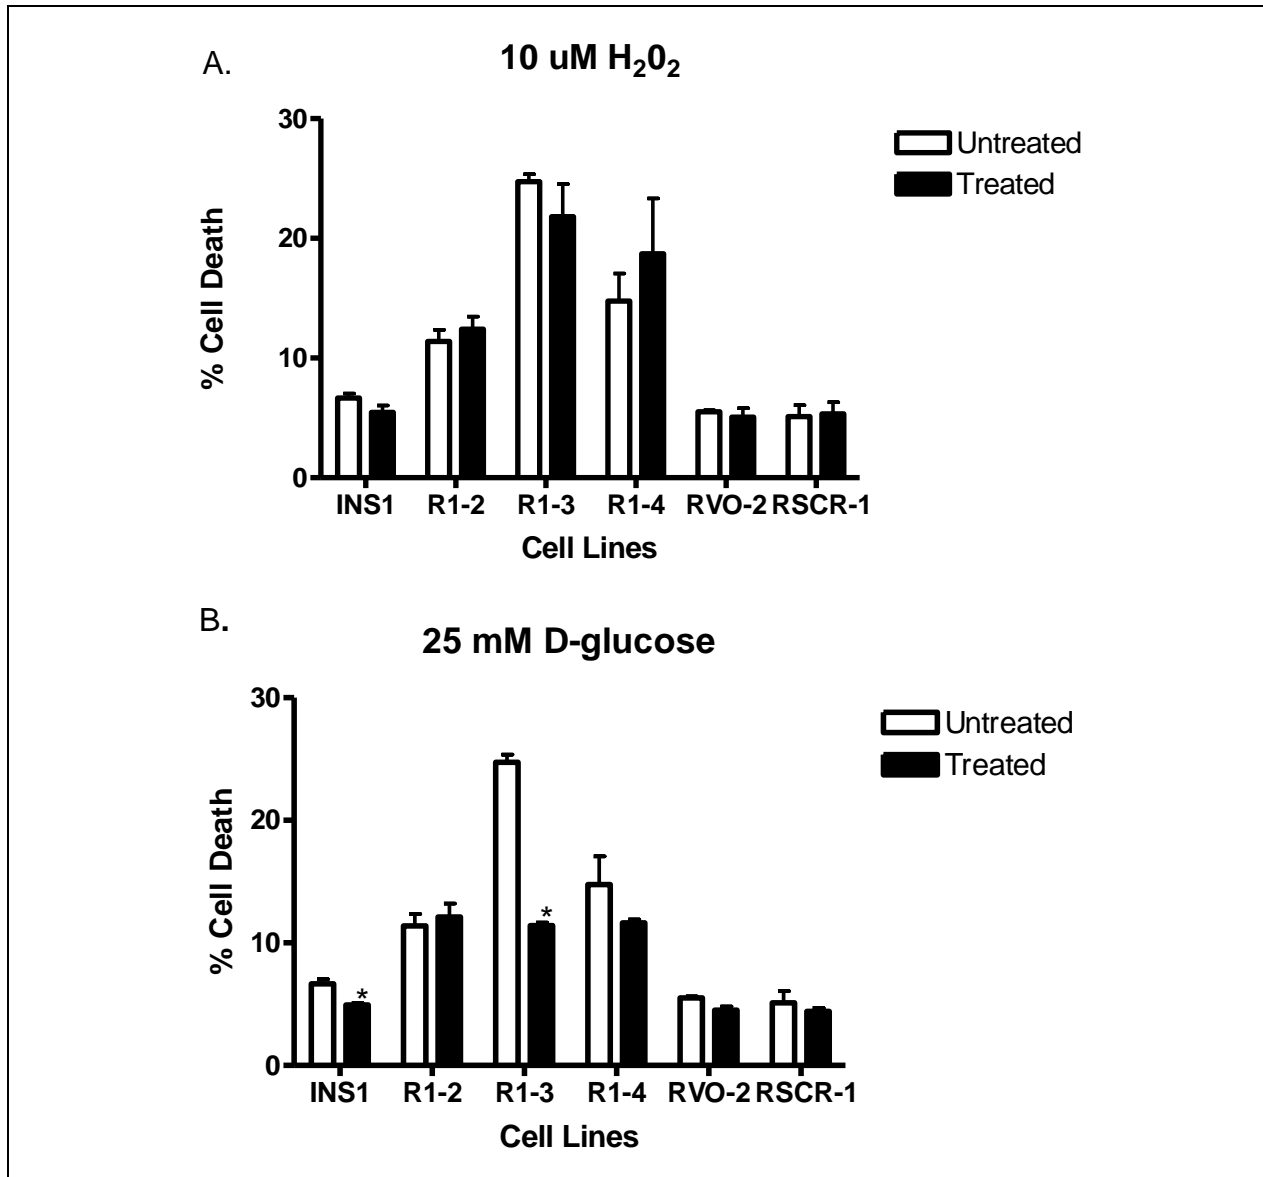 A.
10 uM H₂0₂
30
20
10
0
% Cell Death
Untreated
Treated
INS1 R1-2 R1-3 R1-4 RVO-2 RSCR-1
Cell Lines
B.
25 mM D-glucose
30
20
10
0
% Cell Death
Untreated
Treated
*
*
INS1 R1-2 R1-3 R1-4 RVO-2 RSCR-1
Cell Lines